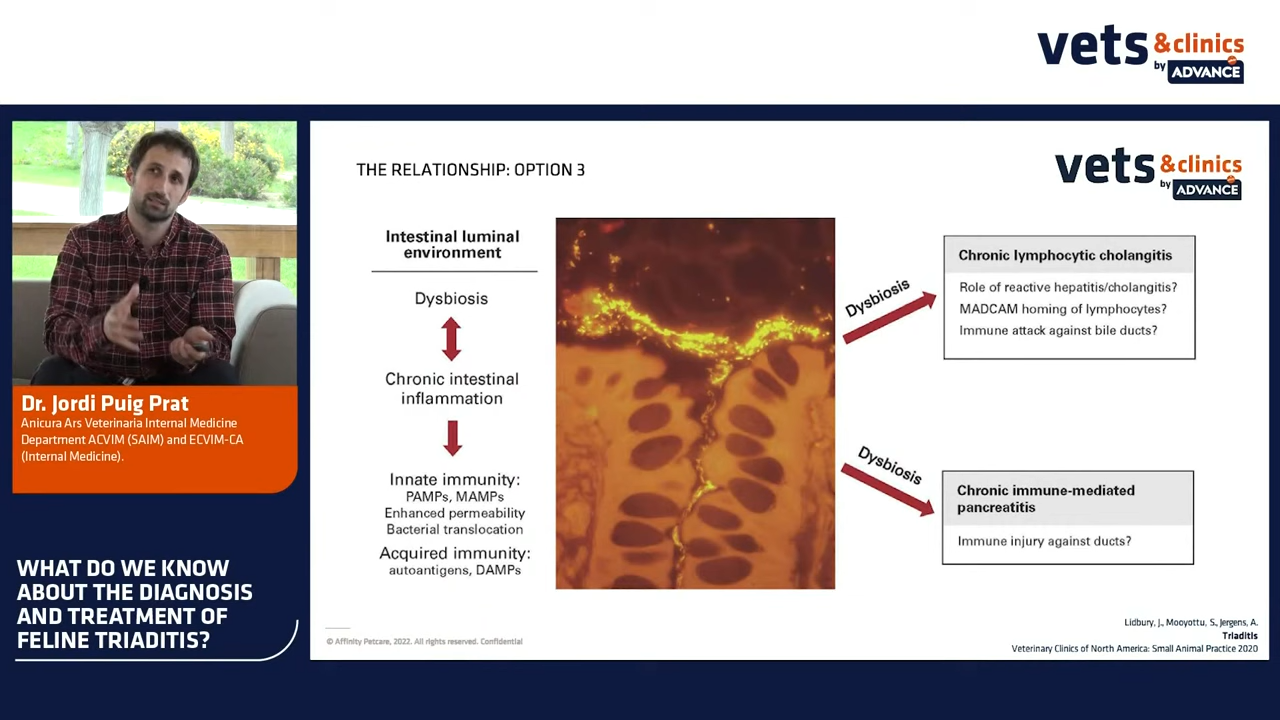 vets &clinics
by ADVANCE
THE RELATIONSHIP: OPTION 3
vets &clinics
by ADVANCE
Intestinal luminal
environment
Dysbiosis
Chronic intestinal
inflammation
Innate immunity:
PAMPs, MAMPs
Enhanced permeability
Bacterial translocation
Acquired immunity:
autoantigens, DAMPs
Dysbiosis
Chronic lymphocytic cholangitis
Role of reactive hepatitis/cholangitis?
MADCAM homing of lymphocytes?
Immune attack against bile ducts?
Dysbiosis
Chronic immune-mediated
pancreatitis
Immune injury against ducts?
© Affinity Petcare, 2022. All rights reserved. Confidential
Lidbury, J., Mooyottu, S., Jergens, A.
Triaditis
Veterinary Clinics of North America: Small Animal Practice 2020
Dr. Jordi Puig Prat
Anicura Ars Veterinaria Internal Medicine
Department ACVIM (SAIM) and ECVIM-CA
(Internal Medicine).
WHAT DO WE KNOW
ABOUT THE DIAGNOSIS
AND TREATMENT OF
FELINE TRIADITIS?